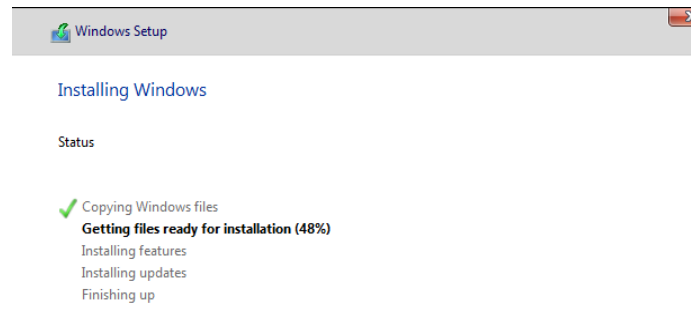 Windows Setup
Installing Windows
Status
Copying Windows files
Getting files ready for installation (48%)
Installing features
Installing updates
Finishing up